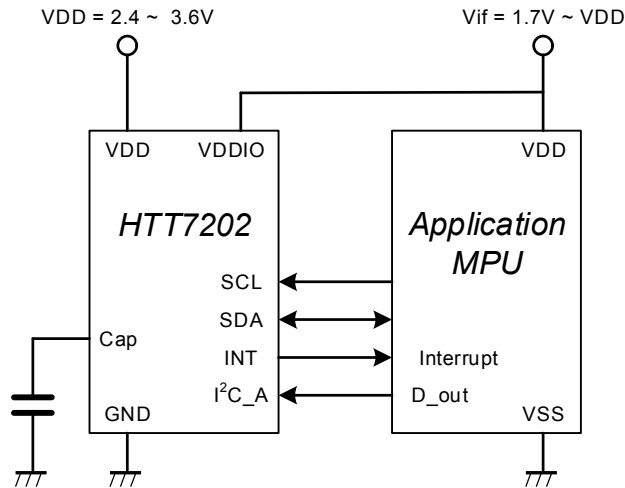 VDD = 2.4 ~ 3.6V
Vif = 1.7V ~ VDD
VDD
VDDIO
VDD
HTT7202
Application
MPU
SCL
SDA
Cap
INT
Interrupt
I²C_A
D_out
GND
VSS